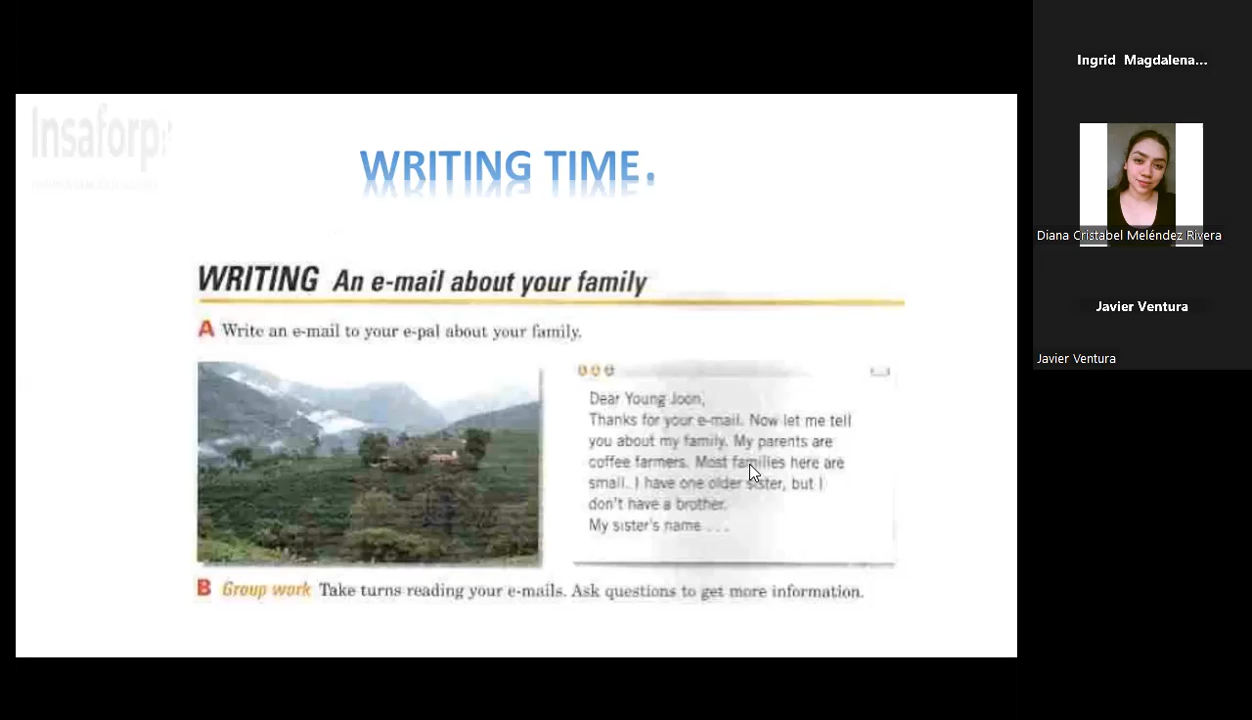 Insaforp
WRITING TIME.
WRITING An e-mail about your family
A Write an e-mail to your e-pal about your family.
Dear Young Joon,
Thanks for your e-mail. Now let me tell
you about my family. My parents are
coffee farmers. Most families here are
small. I have one older sister, but I
don't have a brother.
My sister's name . . .
B Group work Take turns reading your e-mails. Ask questions to get more information.
Ingrid Magdalena...
Diana Cristabel Meléndez Rivera
Javier Ventura
Javier Ventura